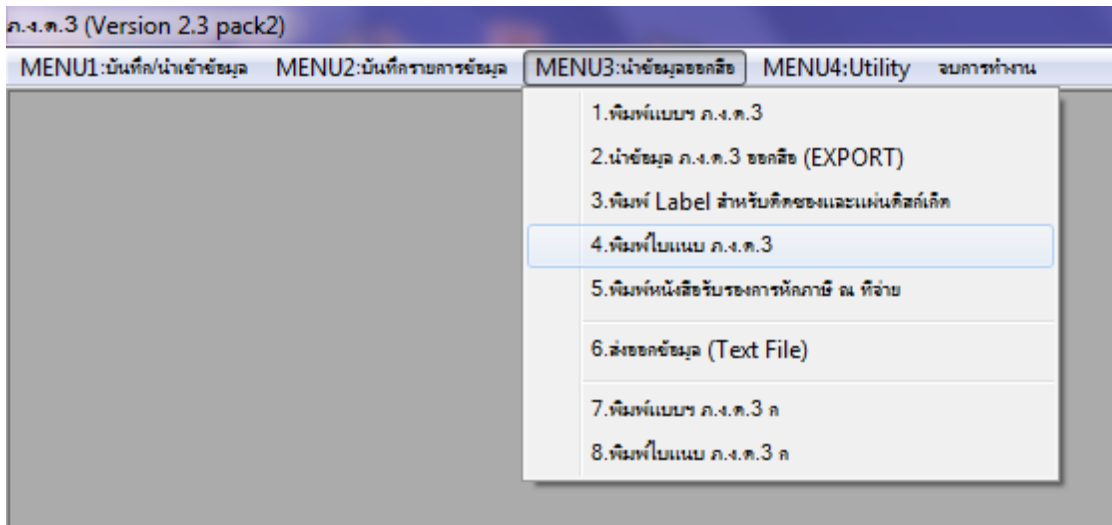 ภ.ง.ด.3 (Version 2.3 pack2)
MENU1:บันทึก/นำเข้าข้อมูล MENU2:บันทึกรายการข้อมูล MENU3:นำข้อมูลออกสื่อ MENU4:Utility จบการทำงาน
1.พิมพ์แบบฯ ภ.ง.ด.3
2.นำข้อมูล ภ.ง.ด.3 ออกสื่อ (EXPORT)
3.พิมพ์ Label สำหรับติดซองและแผ่นดิสก์เก็ต
4.พิมพ์ใบแนบ ภ.ง.ด.3
5.พิมพ์หนังสือรับรองการหักภาษี ณ ที่จ่าย
6.ส่งออกข้อมูล (Text File)
7.พิมพ์แบบฯ ภ.ง.ด.3 ก
8.พิมพ์ใบแนบ ภ.ง.ด.3 ก